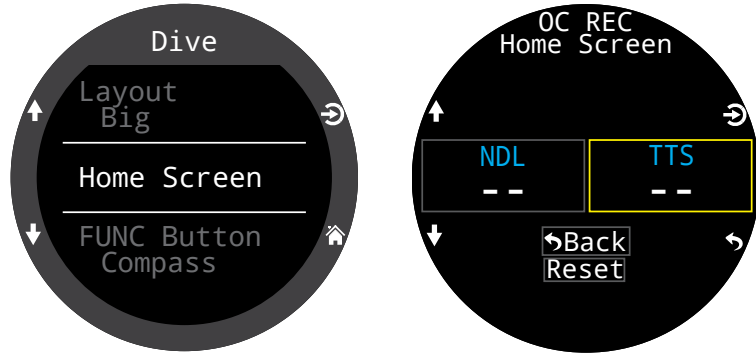 Dive
Layout
Big
Home Screen
FUNC Button
Compass
OC REC
Home Screen
NDL TTS
-- --
Back
Reset